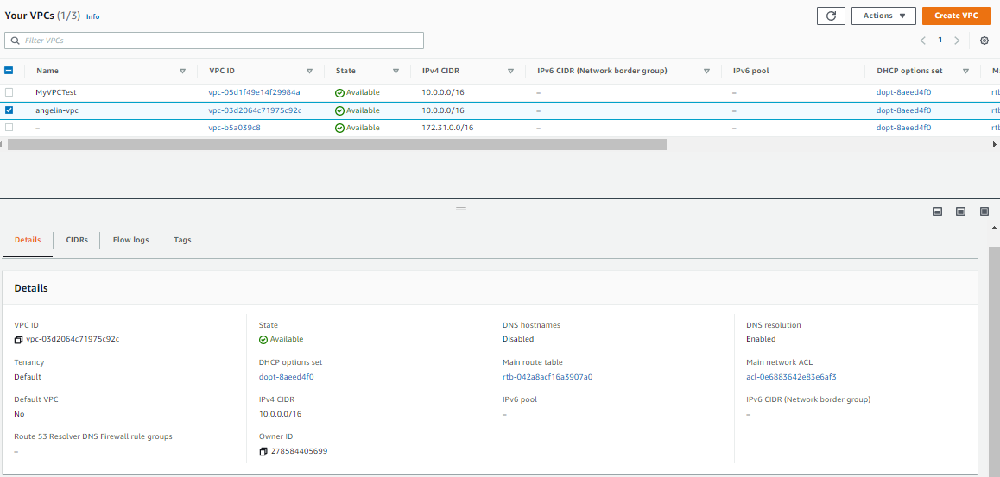 Your VPCs (1/3) Info
Actions ▼ Create VPC
Filter VPCs
1
Name VPC ID State IPv4 CIDR IPv6 CIDR (Network border group) IPv6 pool DHCP options set
MyVPCTest vpc-05d1f49e14f29984a Available 10.0.0.0/16 – – dopt-8aeed4f0 rtb
angelin-vpc vpc-03d2064c71975c92c Available 10.0.0.0/16 – – dopt-8aeed4f0 rtb
– vpc-b5a039c8 Available 172.31.0.0/16 – – dopt-8aeed4f0 rtb
Details CIDRs Flow logs Tags
Details
VPC ID State DNS hostnames DNS resolution
vpc-03d2064c71975c92c Available Disabled Enabled
Tenancy DHCP options set Main route table Main network ACL
Default dopt-8aeed4f0 rtb-042a8acf16a3907a0 acl-0e6883642e83e6af3
Default VPC IPv4 CIDR IPv6 pool IPv6 CIDR (Network border group)
No 10.0.0.0/16 – –
Route 53 Resolver DNS Firewall rule groups Owner ID
– 278584405699